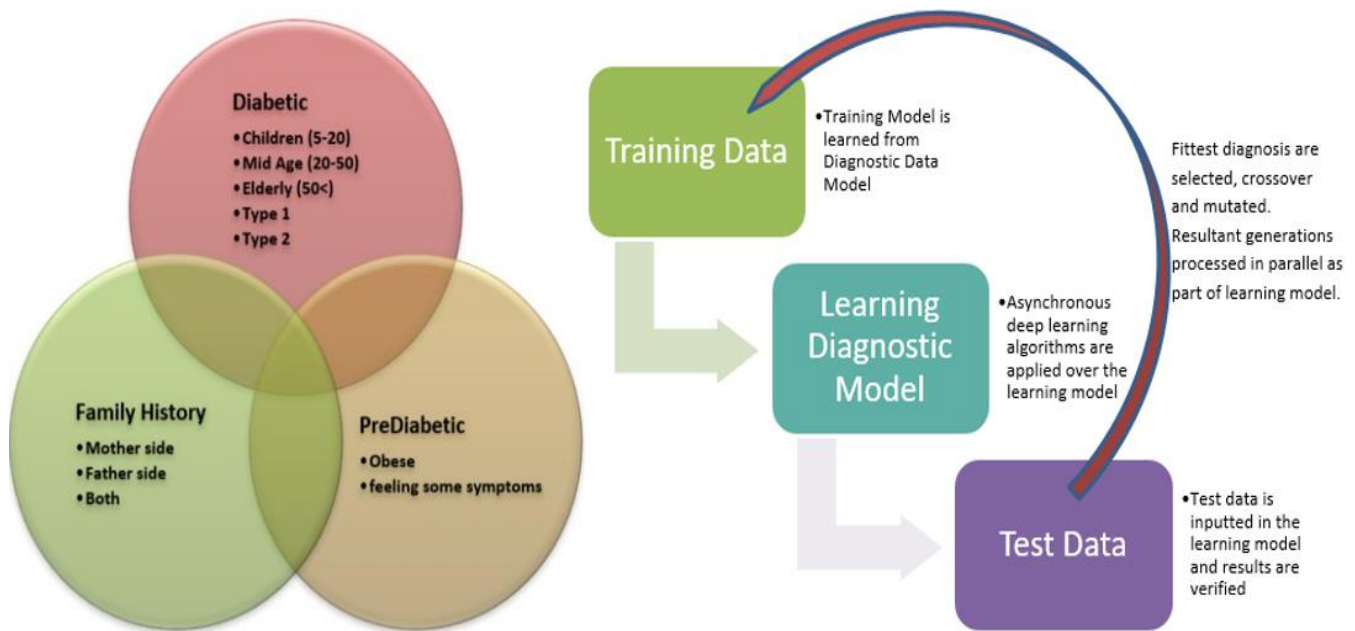 Diabetic
•Children (5-20)
•Mid Age (20-50)
•Elderly (50<)
•Type 1
•Type 2
Family History
•Mother side
•Father side
•Both
PreDiabetic
•Obese
•feeling some symptoms
Training Data
•Training Model is
learned from
Diagnostic Data
Model
Learning
Diagnostic
Model
•Asynchronous
deep learning
algorithms are
applied over the
learning model
Test Data
•Test data is
inputted in the
learning model
and results are
verified
Fittest diagnosis are
selected, crossover
and mutated.
Resultant generations
processed in parallel as
part of learning model.